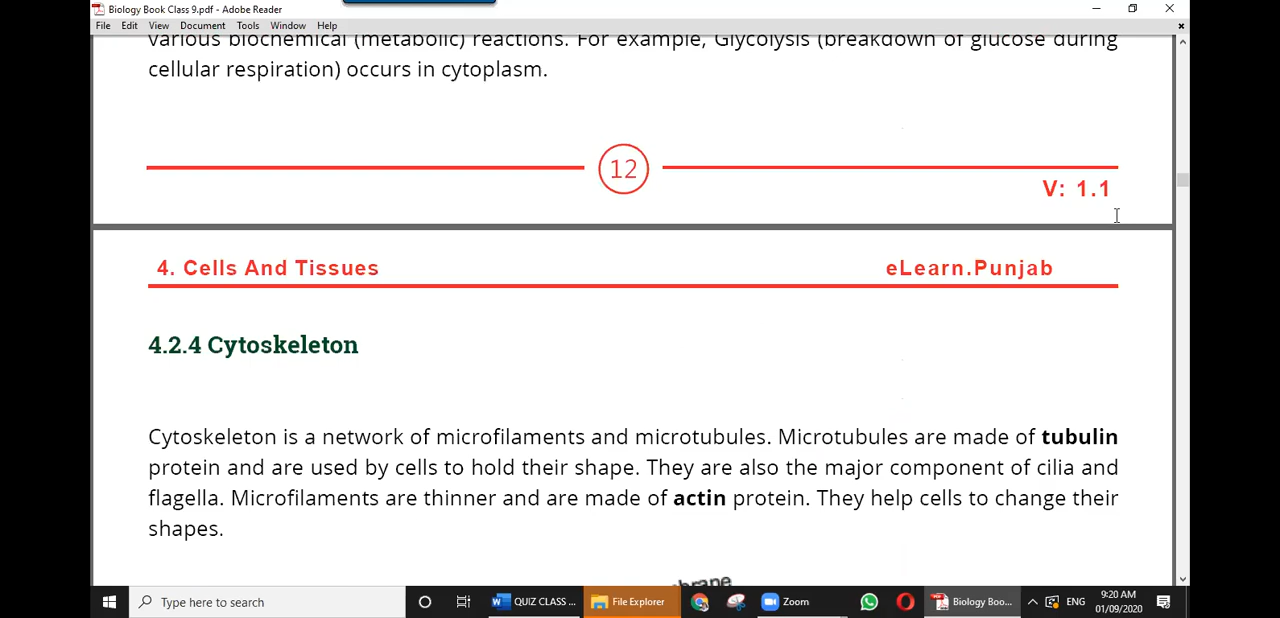 Biology Book Class 9.pdf - Adobe Reader
File Edit View Document Tools Window Help
various biochemical (metabolic) reactions. For example, Glycolysis (breakdown of glucose during
cellular respiration) occurs in cytoplasm.
12
V: 1.1
4. Cells And Tissues eLearn.Punjab
4.2.4 Cytoskeleton
Cytoskeleton is a network of microfilaments and microtubules. Microtubules are made of tubulin
protein and are used by cells to hold their shape. They are also the major component of cilia and
flagella. Microfilaments are thinner and are made of actin protein. They help cells to change their
shapes.
Type here to search QUIZ CLASS ... File Explorer Zoom Biology Boo... ENG 9:20 AM
01/09/2020